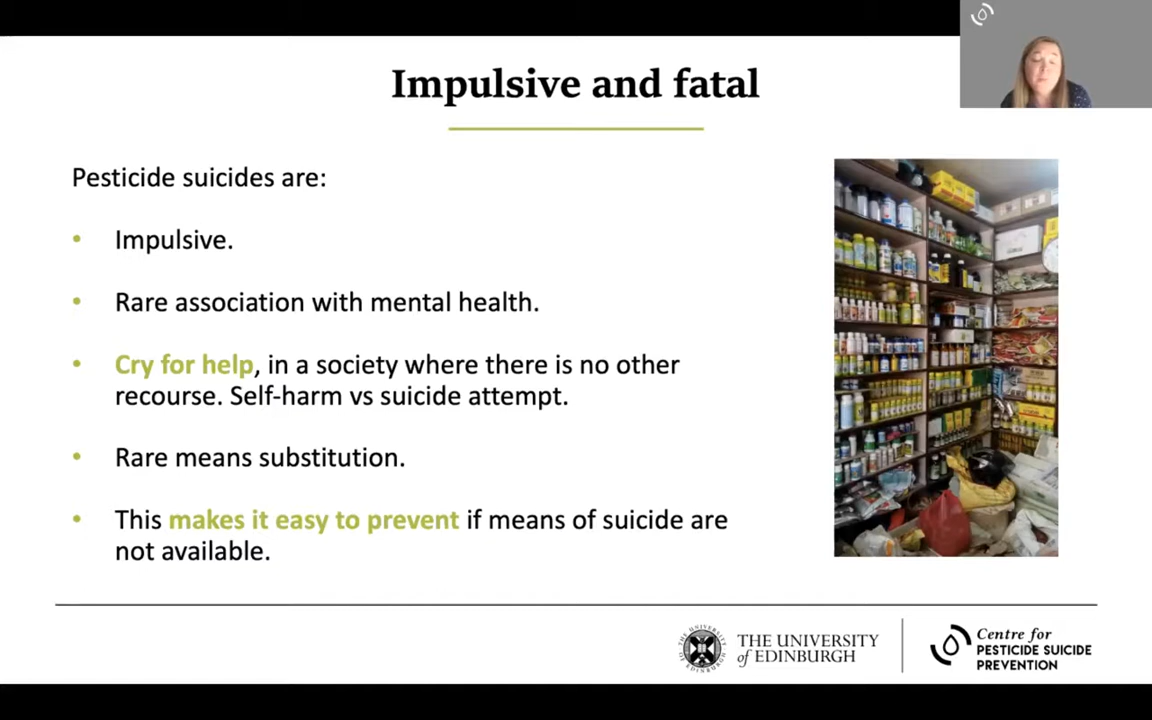 Impulsive and fatal
Pesticide suicides are:
• Impulsive.
• Rare association with mental health.
• Cry for help, in a society where there is no other
recourse. Self-harm vs suicide attempt.
• Rare means substitution.
• This makes it easy to prevent if means of suicide are
not available.
THE UNIVERSITY
of EDINBURGH
Centre for
PESTICIDE SUICIDE
PREVENTION